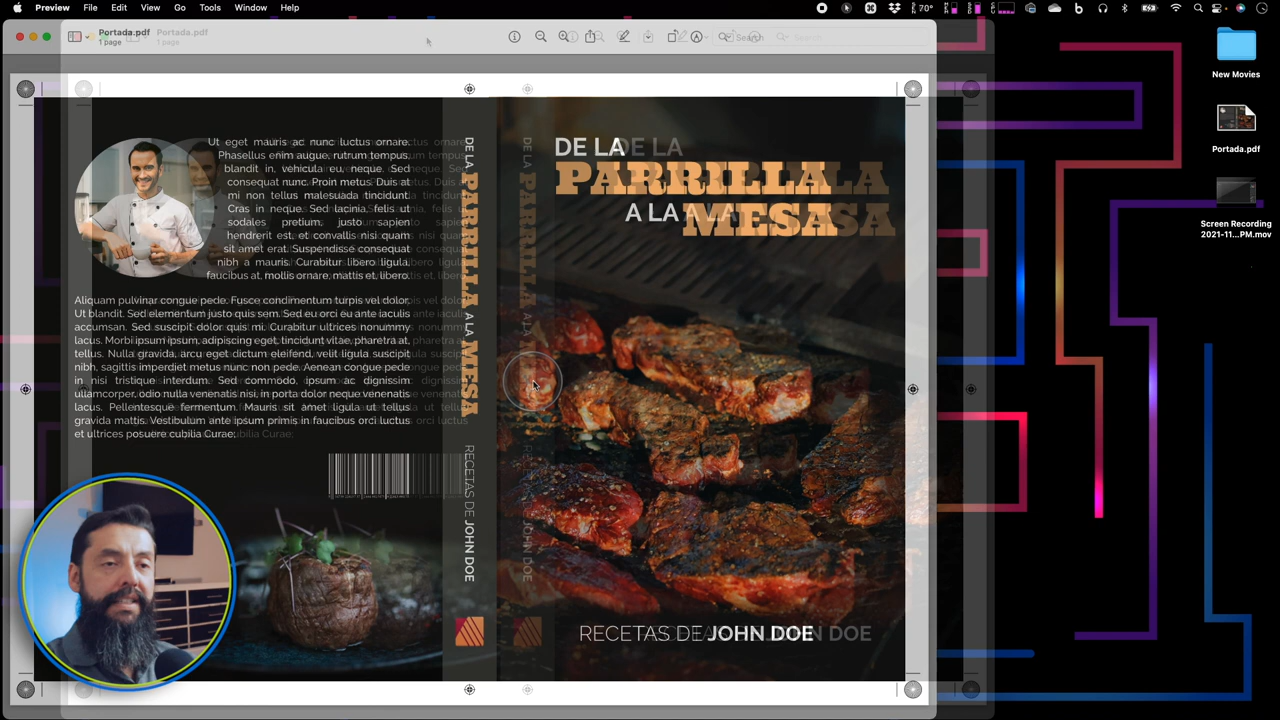 Preview File Edit View Go Tools Window Help
70°
Portada.pdf
1 page
Portada.pdf
1 page
Search
Search
New Movies
Portada.pdf
Screen Recording
2021-11...PM.mov
Ut eget mauris ac nunc luctus ornare.
Phasellus enim augue, rutrum tempus,
blandit in, vehicula eu, neque. Sed
consequat nunc. Proin metus. Duis at
mi non tellus malesuada tincidunt.
Cras in neque. Sed lacinia, felis ut
sodales pretium, justo sapien
hendrerit est, et convallis nisi quam
sit amet erat. Suspendisse consequat
nibh a mauris. Curabitur libero ligula,
faucibus at, mollis ornare, mattis et, libero.
Aliquam pulvinar congue pede. Fusce condimentum turpis vel dolor.
Ut blandit. Sed elementum justo quis sem. Sed eu orci eu ante iaculis
accumsan. Sed suscipit dolor quis mi. Curabitur ultrices nonummy
lacus. Morbi ipsum ipsum, adipiscing eget, tincidunt vitae, pharetra at,
tellus. Nulla gravida, arcu eget dictum eleifend, velit ligula suscipit
nibh, sagittis imperdiet metus nunc non pede. Aenean congue pede
in nisi tristique interdum. Sed commodo, ipsum ac dignissim
ullamcorper, odio nulla venenatis nisi, in porta dolor neque venenatis
lacus. Pellentesque fermentum. Mauris sit amet ligula ut tellus
gravida mattis. Vestibulum ante ipsum primis in faucibus orci luctus
et ultrices posuere cubilia Curae;
DE LA PARRILLA A LA MESA
RECETAS DE JOHN DOE
DE LA
PARRILLA
A LA MESA
RECETAS DE JOHN DOE